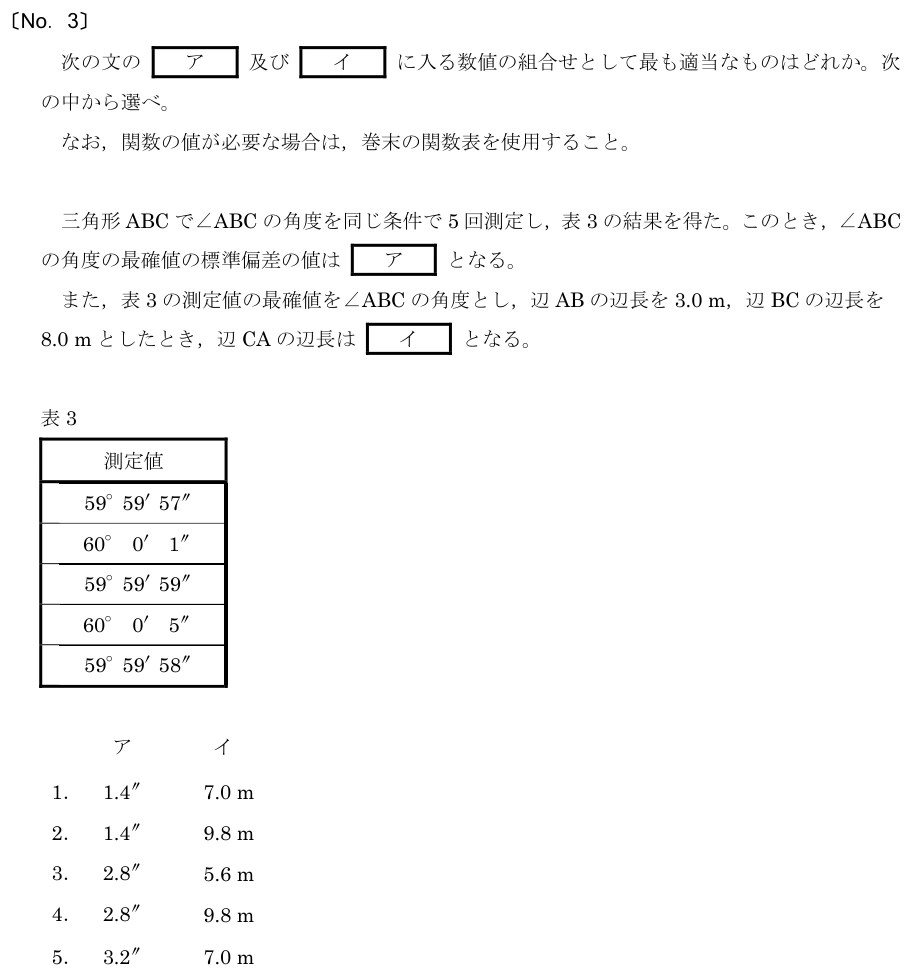 〔No. 3〕
次の文の ア 及び イ に入る数値の組合せとして最も適当なものはどれか。次
の中から選べ。
なお，関数の値が必要な場合は，巻末の関数表を使用すること。
三角形 ABC で∠ABC の角度を同じ条件で 5 回測定し，表 3 の結果を得た。このとき，∠ABC
の角度の最確値の標準偏差の値は ア となる。
また，表 3 の測定値の最確値を∠ABC の角度とし，辺 AB の辺長を 3.0 m，辺 BC の辺長を
8.0 m としたとき，辺 CA の辺長は イ となる。
表 3
測定値
59° 59′ 57″
60° 0′ 1″
59° 59′ 59″
60° 0′ 5″
59° 59′ 58″
ア イ
1. 1.4″ 7.0 m
2. 1.4″ 9.8 m
3. 2.8″ 5.6 m
4. 2.8″ 9.8 m
5. 3.2″ 7.0 m